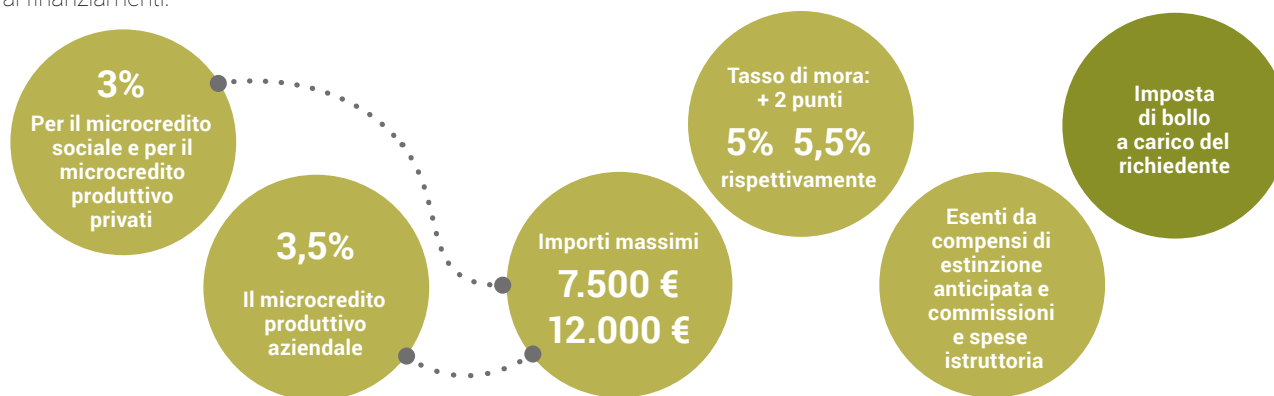 ai finanziamenti.
3%
Per il microcredito
sociale e per il
microcredito
produttivo
privati
3,5%
Il microcredito
produttivo
aziendale
Importi massimi
7.500 €
12.000 €
Tasso di mora:
+ 2 punti
5% 5,5%
rispettivamente
Esenti da
compensi di
estinzione
anticipata e
commissioni
e spese
istruttoria
Imposta
di bollo
a carico del
richiedente